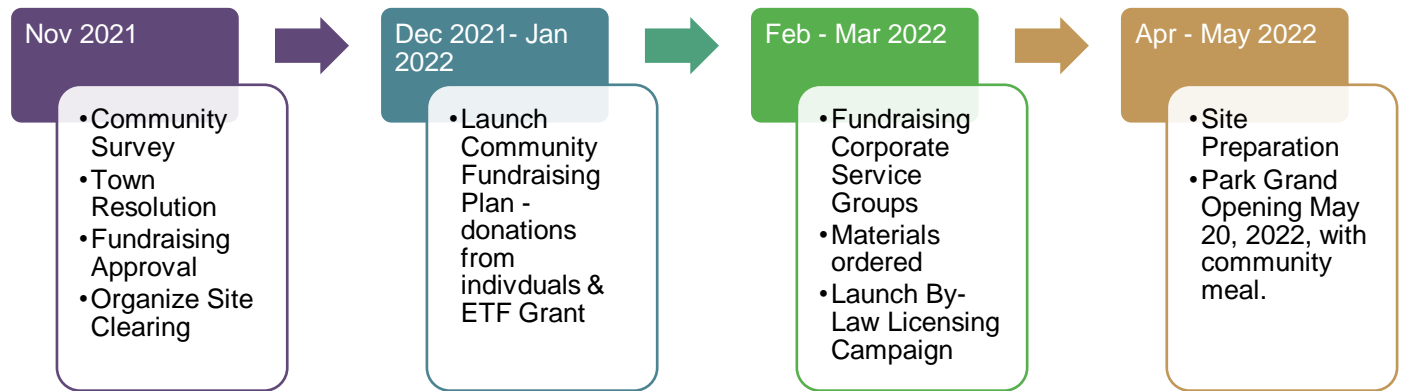 Nov 2021
•Community
Survey
•Town
Resolution
•Fundraising
Approval
•Organize Site
Clearing
Dec 2021- Jan
2022
•Launch
Community
Fundraising
Plan -
donations
from
indivduals &
ETF Grant
Feb - Mar 2022
•Fundraising
Corporate
Service
Groups
•Materials
ordered
•Launch By-
Law Licensing
Campaign
Apr - May 2022
•Site
Preparation
•Park Grand
Opening May
20, 2022, with
community
meal.